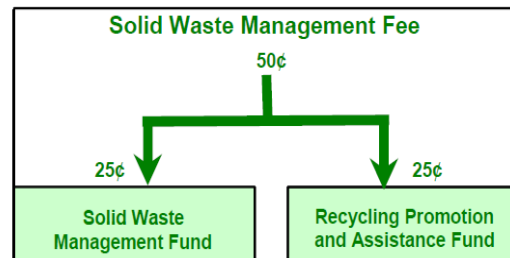 Solid Waste Management Fee
50¢
25¢
25¢
Solid Waste
Management Fund
Recycling Promotion
and Assistance Fund